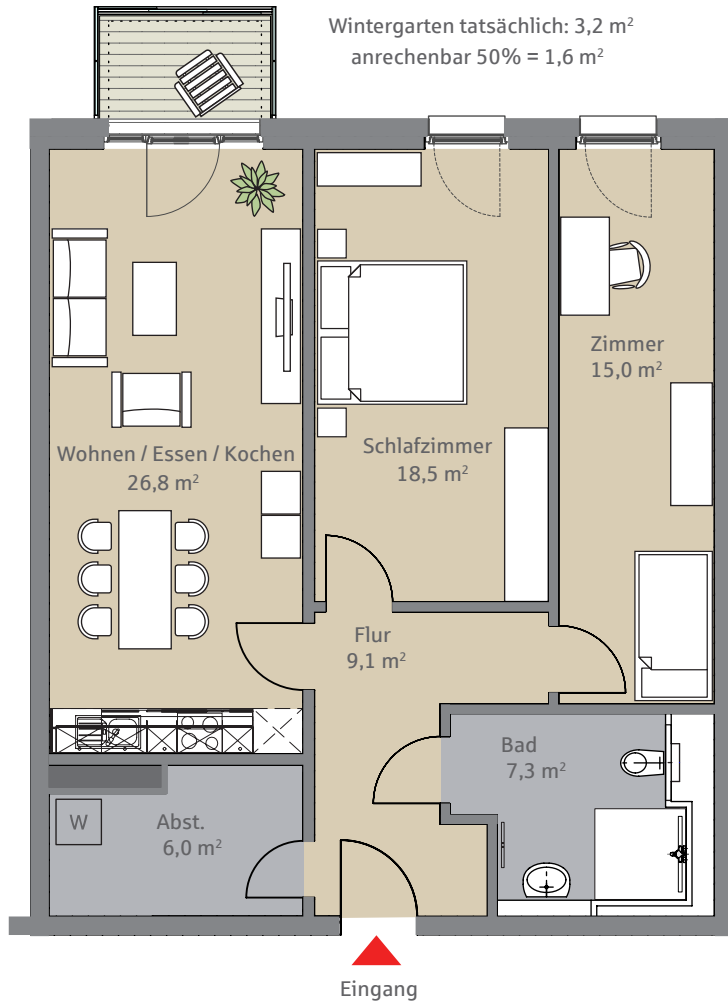 Wintergarten tatsächlich: 3,2 m²
anrechenbar 50% = 1,6 m²
Zimmer
15,0 m²
Wohnen / Essen / Kochen
26,8 m²
Schlafzimmer
18,5 m²
Flur
9,1 m²
Bad
7,3 m²
W
Abst.
6,0 m²
Eingang